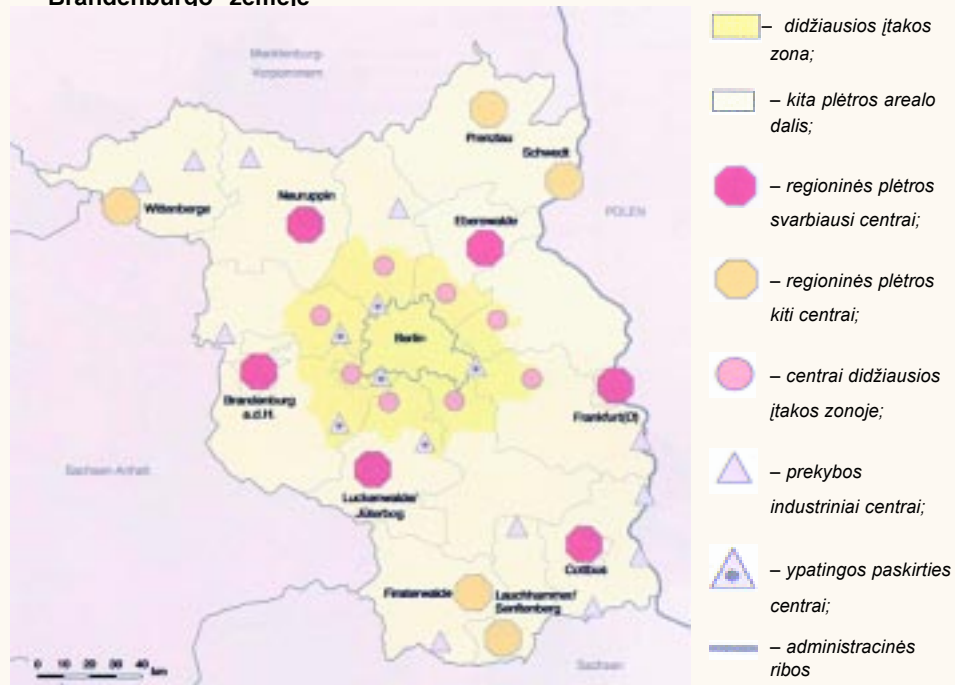 Brandenburgo žemėje
Mecklenburg-
Vorpommern
Prenzlau
Schwedt
POLEN
Wittenberge
Neuruppin
Eberswalde
Berlin
Brandenburg
a.d.H.
Frankfurt(O)
Sachsen-Anhalt
Luckenwalde/
Jüterbog
Cottbus
Finsterwalde
Lauchhammer/
Senftenberg
Sachsen
0 10 20 30 40
km
– didžiausios įtakos
zona;
– kita plėtros arealo
dalis;
– regioninės plėtros
svarbiausi centrai;
– regioninės plėtros
kiti centrai;
– centrai didžiausios
įtakos zonoje;
– prekybos
industriniai centrai;
– ypatingos paskirties
centrai;
– administracinės
ribos